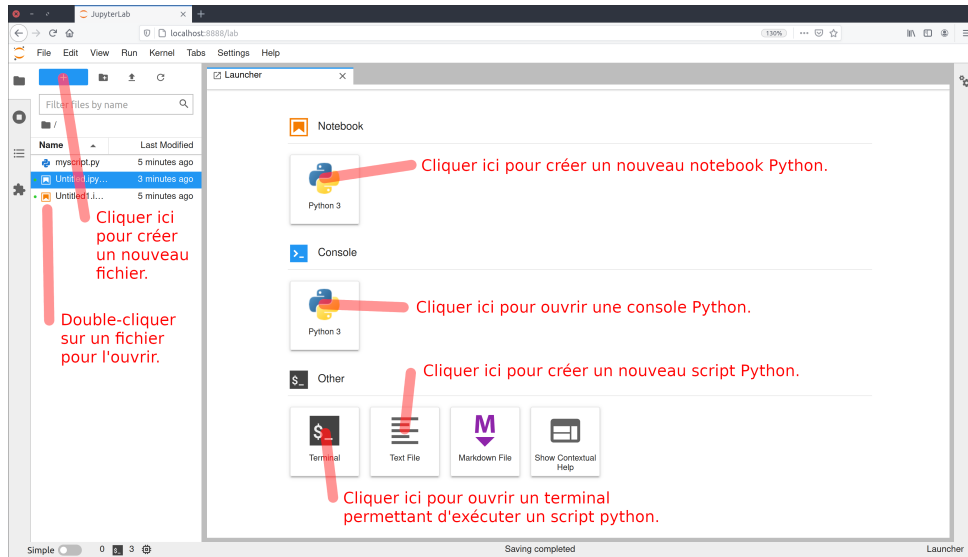 JupyterLab
localhost:8888/lab
130%
File Edit View Run Kernel Tabs Settings Help
Launcher
Filter files by name
/
Name Last Modified
myscript.py 5 minutes ago
Untitled.ipy... 3 minutes ago
Untitled1.i... 5 minutes ago
Cliquer ici
pour créer
un nouveau
fichier.
Double-cliquer
sur un fichier
pour l'ouvrir.
Notebook
Python 3
Cliquer ici pour créer un nouveau notebook Python.
Console
Python 3
Cliquer ici pour ouvrir une console Python.
$_ Other
Cliquer ici pour créer un nouveau script Python.
$_
M
Terminal
Text File
Markdown File
Show Contextual
Help
Cliquer ici pour ouvrir un terminal
permettant d'exécuter un script python.
Simple 0 $_ 3 Saving completed Launcher